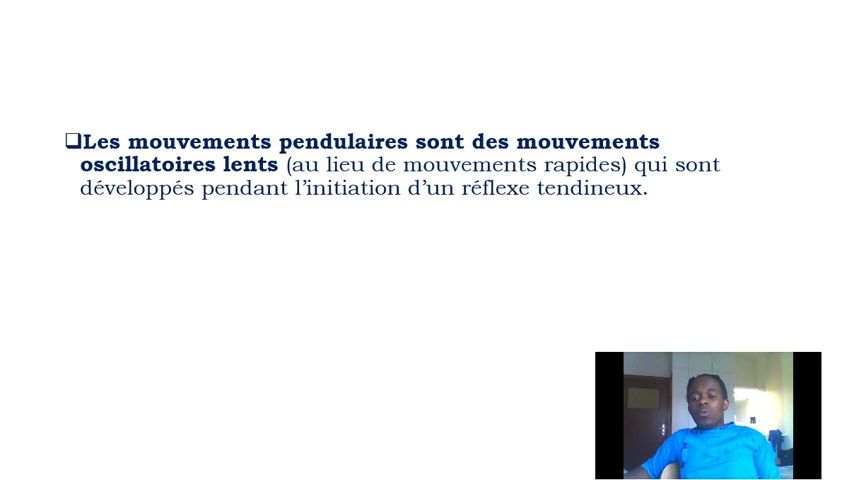 ❑Les mouvements pendulaires sont des mouvements
oscillatoires lents (au lieu de mouvements rapides) qui sont
développés pendant l’initiation d’un réflexe tendineux.